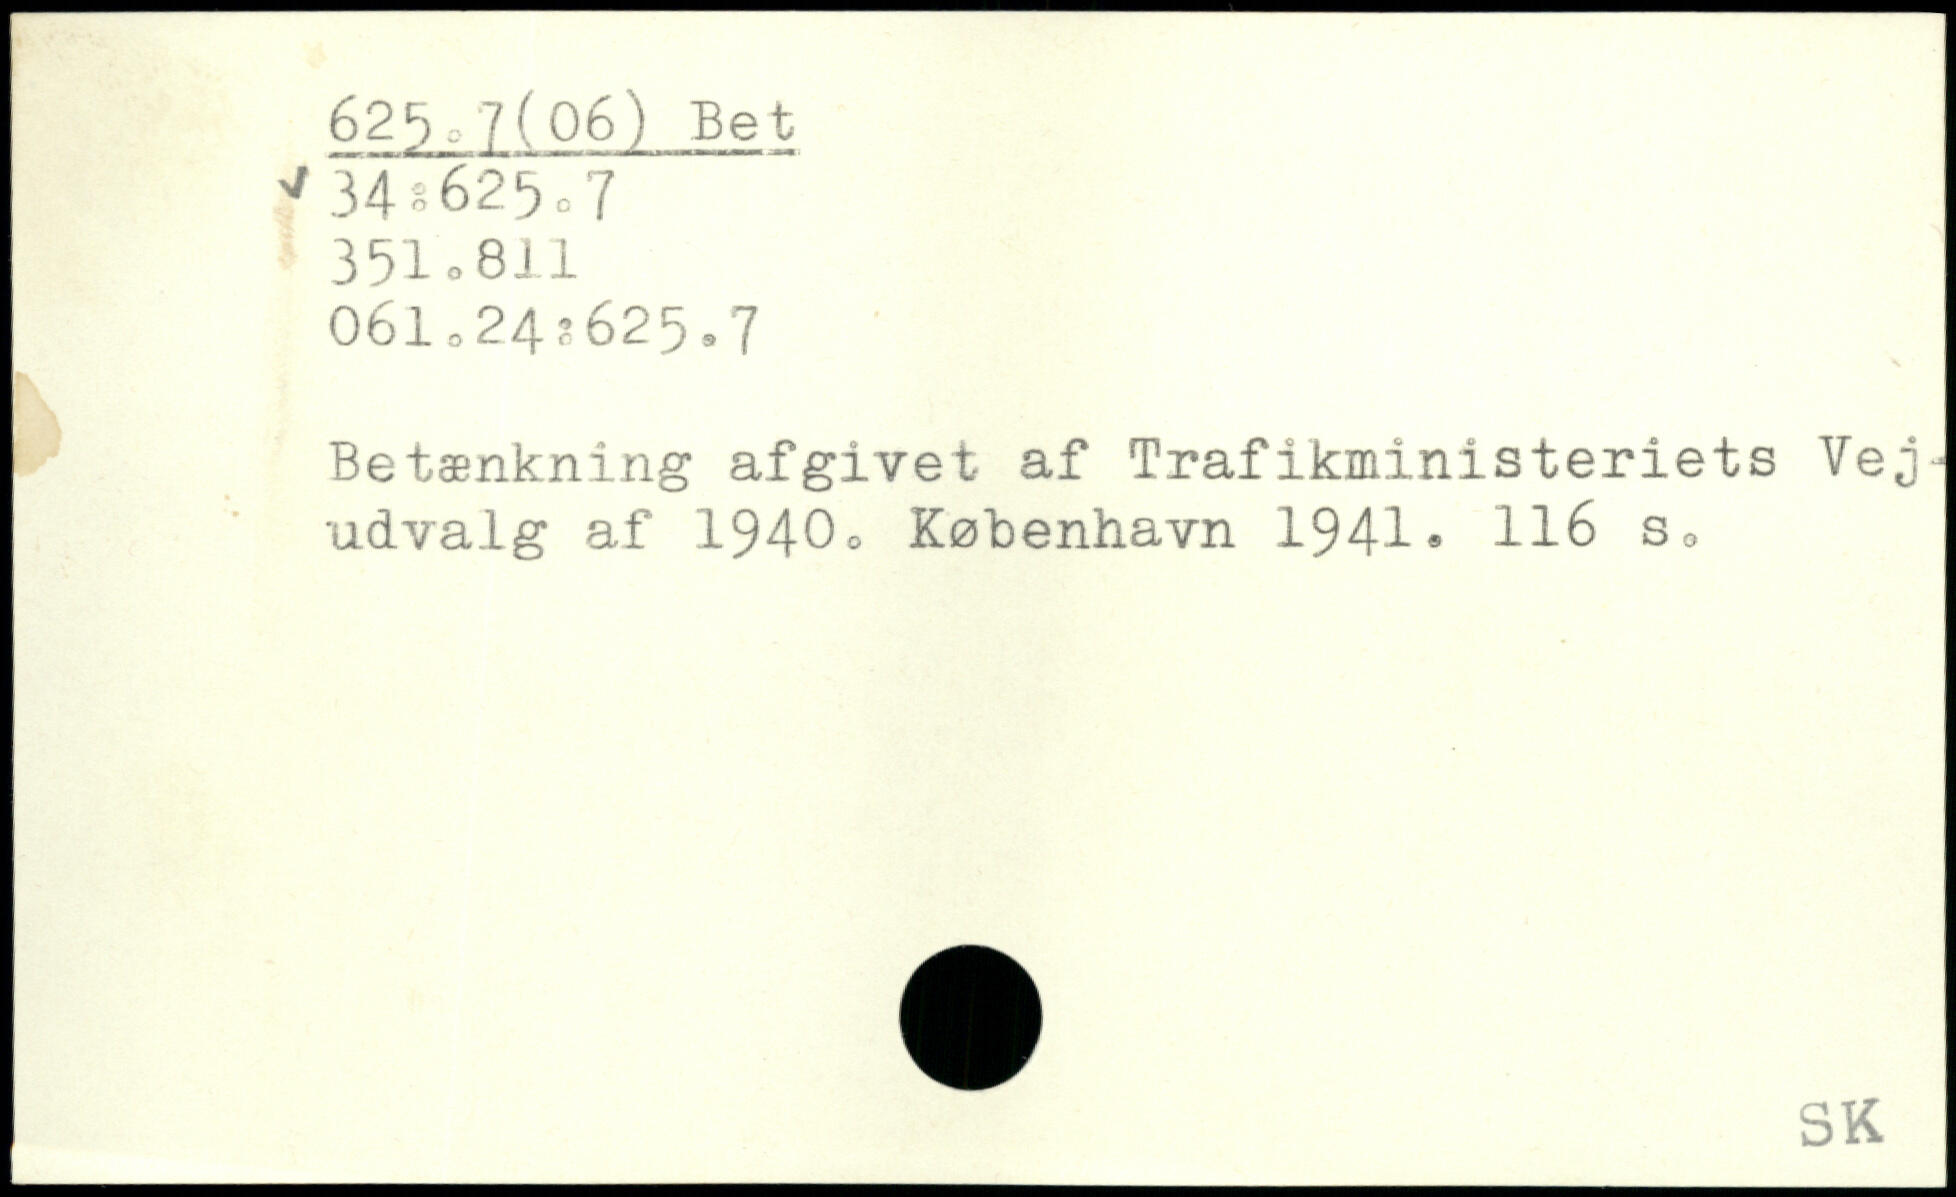 625.7(06) Bet
✓ 34:625.7
351.811
061.24:625.7
Betænkning afgivet af Trafikministeriets Vej-
udvalg af 1940. København 1941. 116 s.
SK